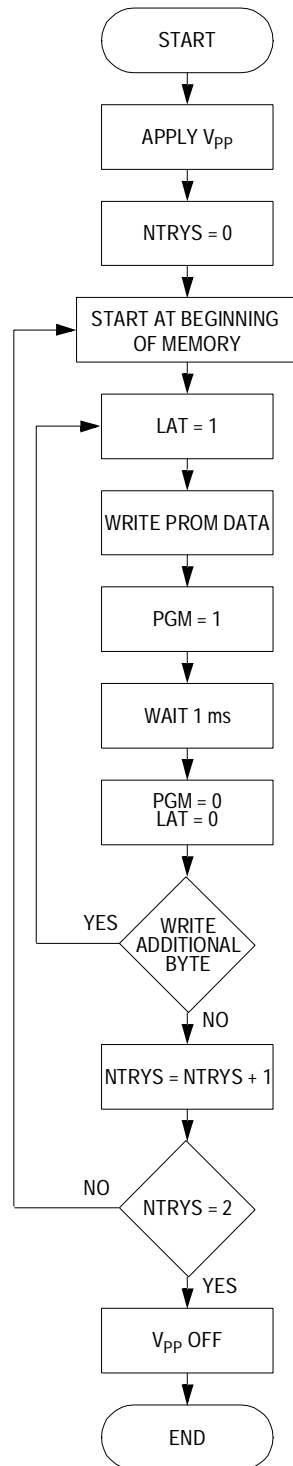 START
APPLY VPP
NTRYS = 0
START AT BEGINNING
OF MEMORY
LAT = 1
WRITE PROM DATA
PGM = 1
WAIT 1 ms
PGM = 0
LAT = 0
YES
WRITE
ADDITIONAL
BYTE
NO
NTRYS = NTRYS + 1
NO
NTRYS = 2
YES
VPP OFF
END